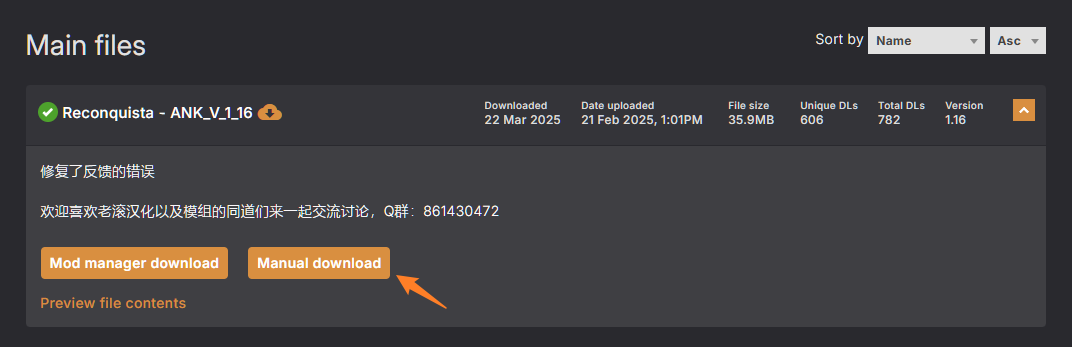 Main files
Sort by Name Asc
Reconquista - ANK_V_1_16
Downloaded
22 Mar 2025
Date uploaded
21 Feb 2025, 1:01PM
File size
35.9MB
Unique DLs
606
Total DLs
782
Version
1.16
修复了反馈的错误
欢迎喜欢老滚汉化以及模组的同道们来一起交流讨论，Q群：861430472
Mod manager download
Manual download
Preview file contents